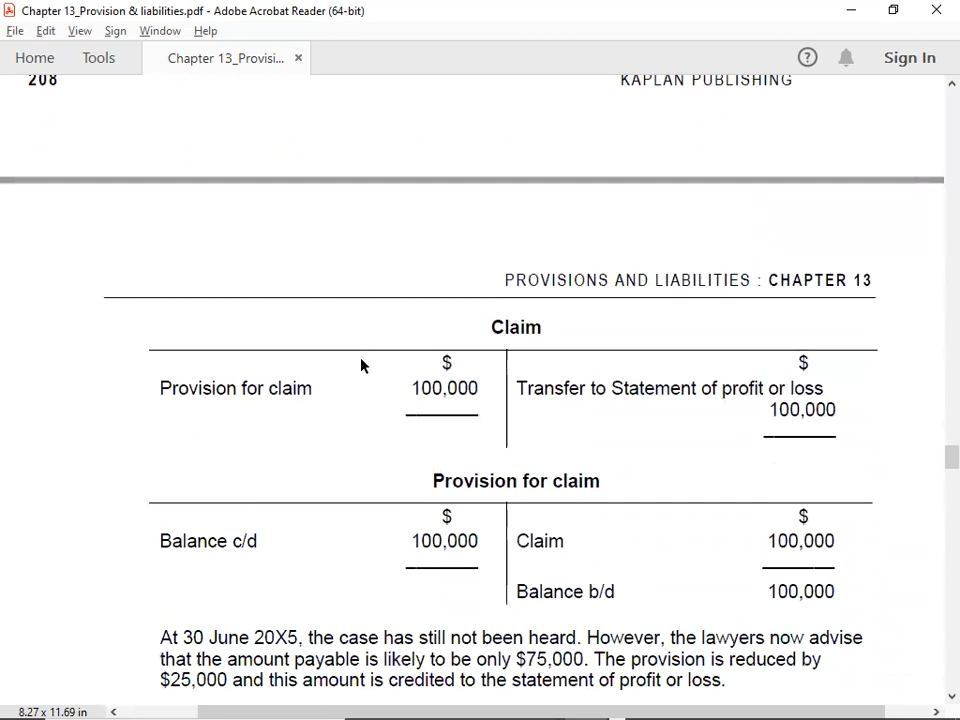 Chapter 13_Provision & liabilities.pdf - Adobe Acrobat Reader (64-bit)
File Edit View Sign Window Help
Home Tools Chapter 13_Provisi... × Sign In
208 KAPLAN PUBLISHING
PROVISIONS AND LIABILITIES : CHAPTER 13
Claim
$ $
Provision for claim 100,000 Transfer to Statement of profit or loss
100,000
Provision for claim
$ $
Balance c/d 100,000 Claim 100,000
Balance b/d 100,000
At 30 June 20X5, the case has still not been heard. However, the lawyers now advise
that the amount payable is likely to be only $75,000. The provision is reduced by
$25,000 and this amount is credited to the statement of profit or loss.
8.27 x 11.69 in